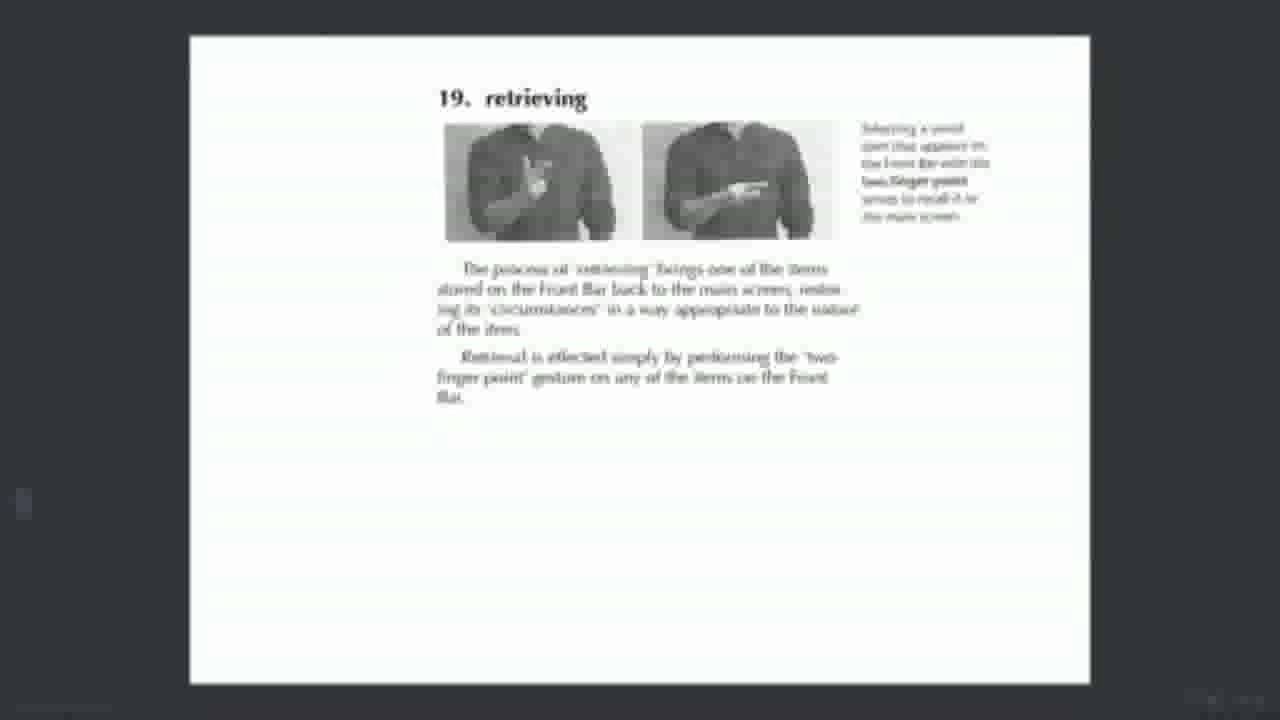 19. retrieving
Selecting a saved
item that appears in
the Front Bar with the
two-finger-point
serves to recall it to
the main screen.
The process of 'retrieving' brings one of the items
stored on the Front Bar back to the main screen, restor-
ing its 'circumstances' in a way appropriate to the nature
of the item.
Retrieval is effected simply by performing the 'two-
finger point' gesture on any of the items on the Front
Bar.